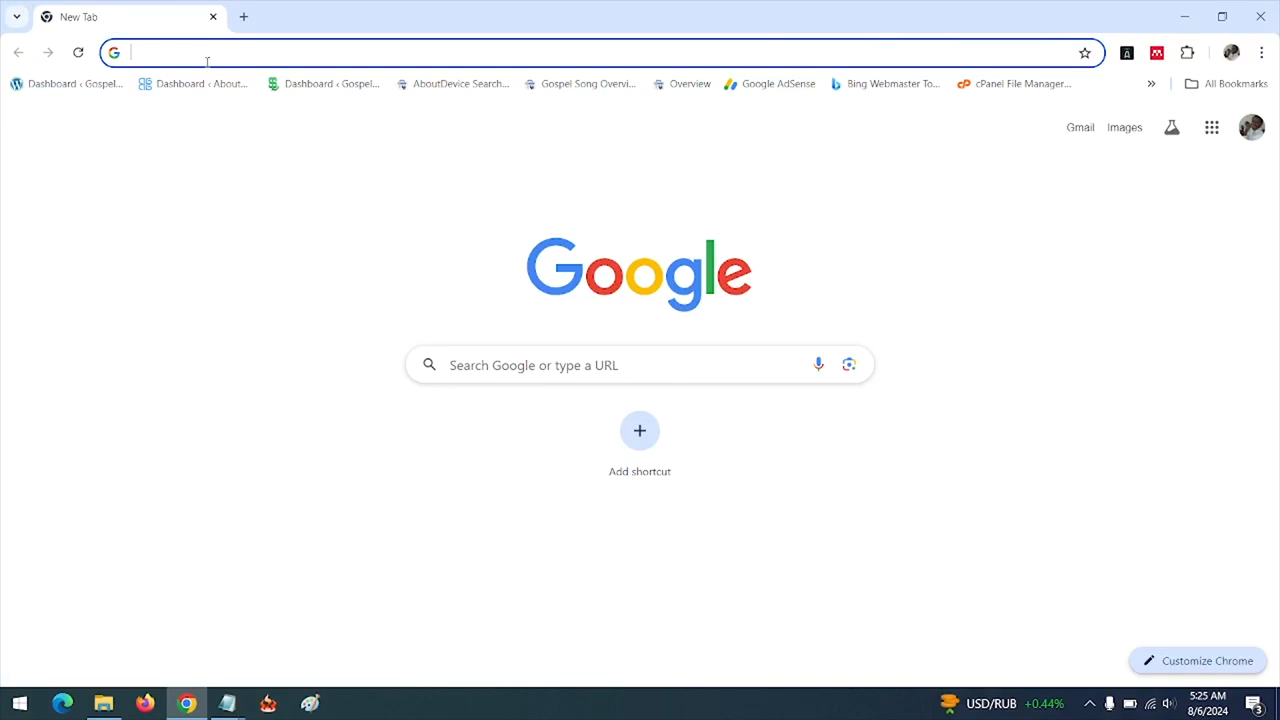 New Tab
Dashboard ‹ Gospel...
Dashboard ‹ About...
Dashboard ‹ Gospel...
AboutDevice Search...
Gospel Song Overvi...
Overview
Google AdSense
Bing Webmaster To...
cPanel File Manager...
»
All Bookmarks
Gmail
Images
Google
Search Google or type a URL
Add shortcut
Customize Chrome
USD/RUB +0.44%
5:25 AM
8/6/2024
3